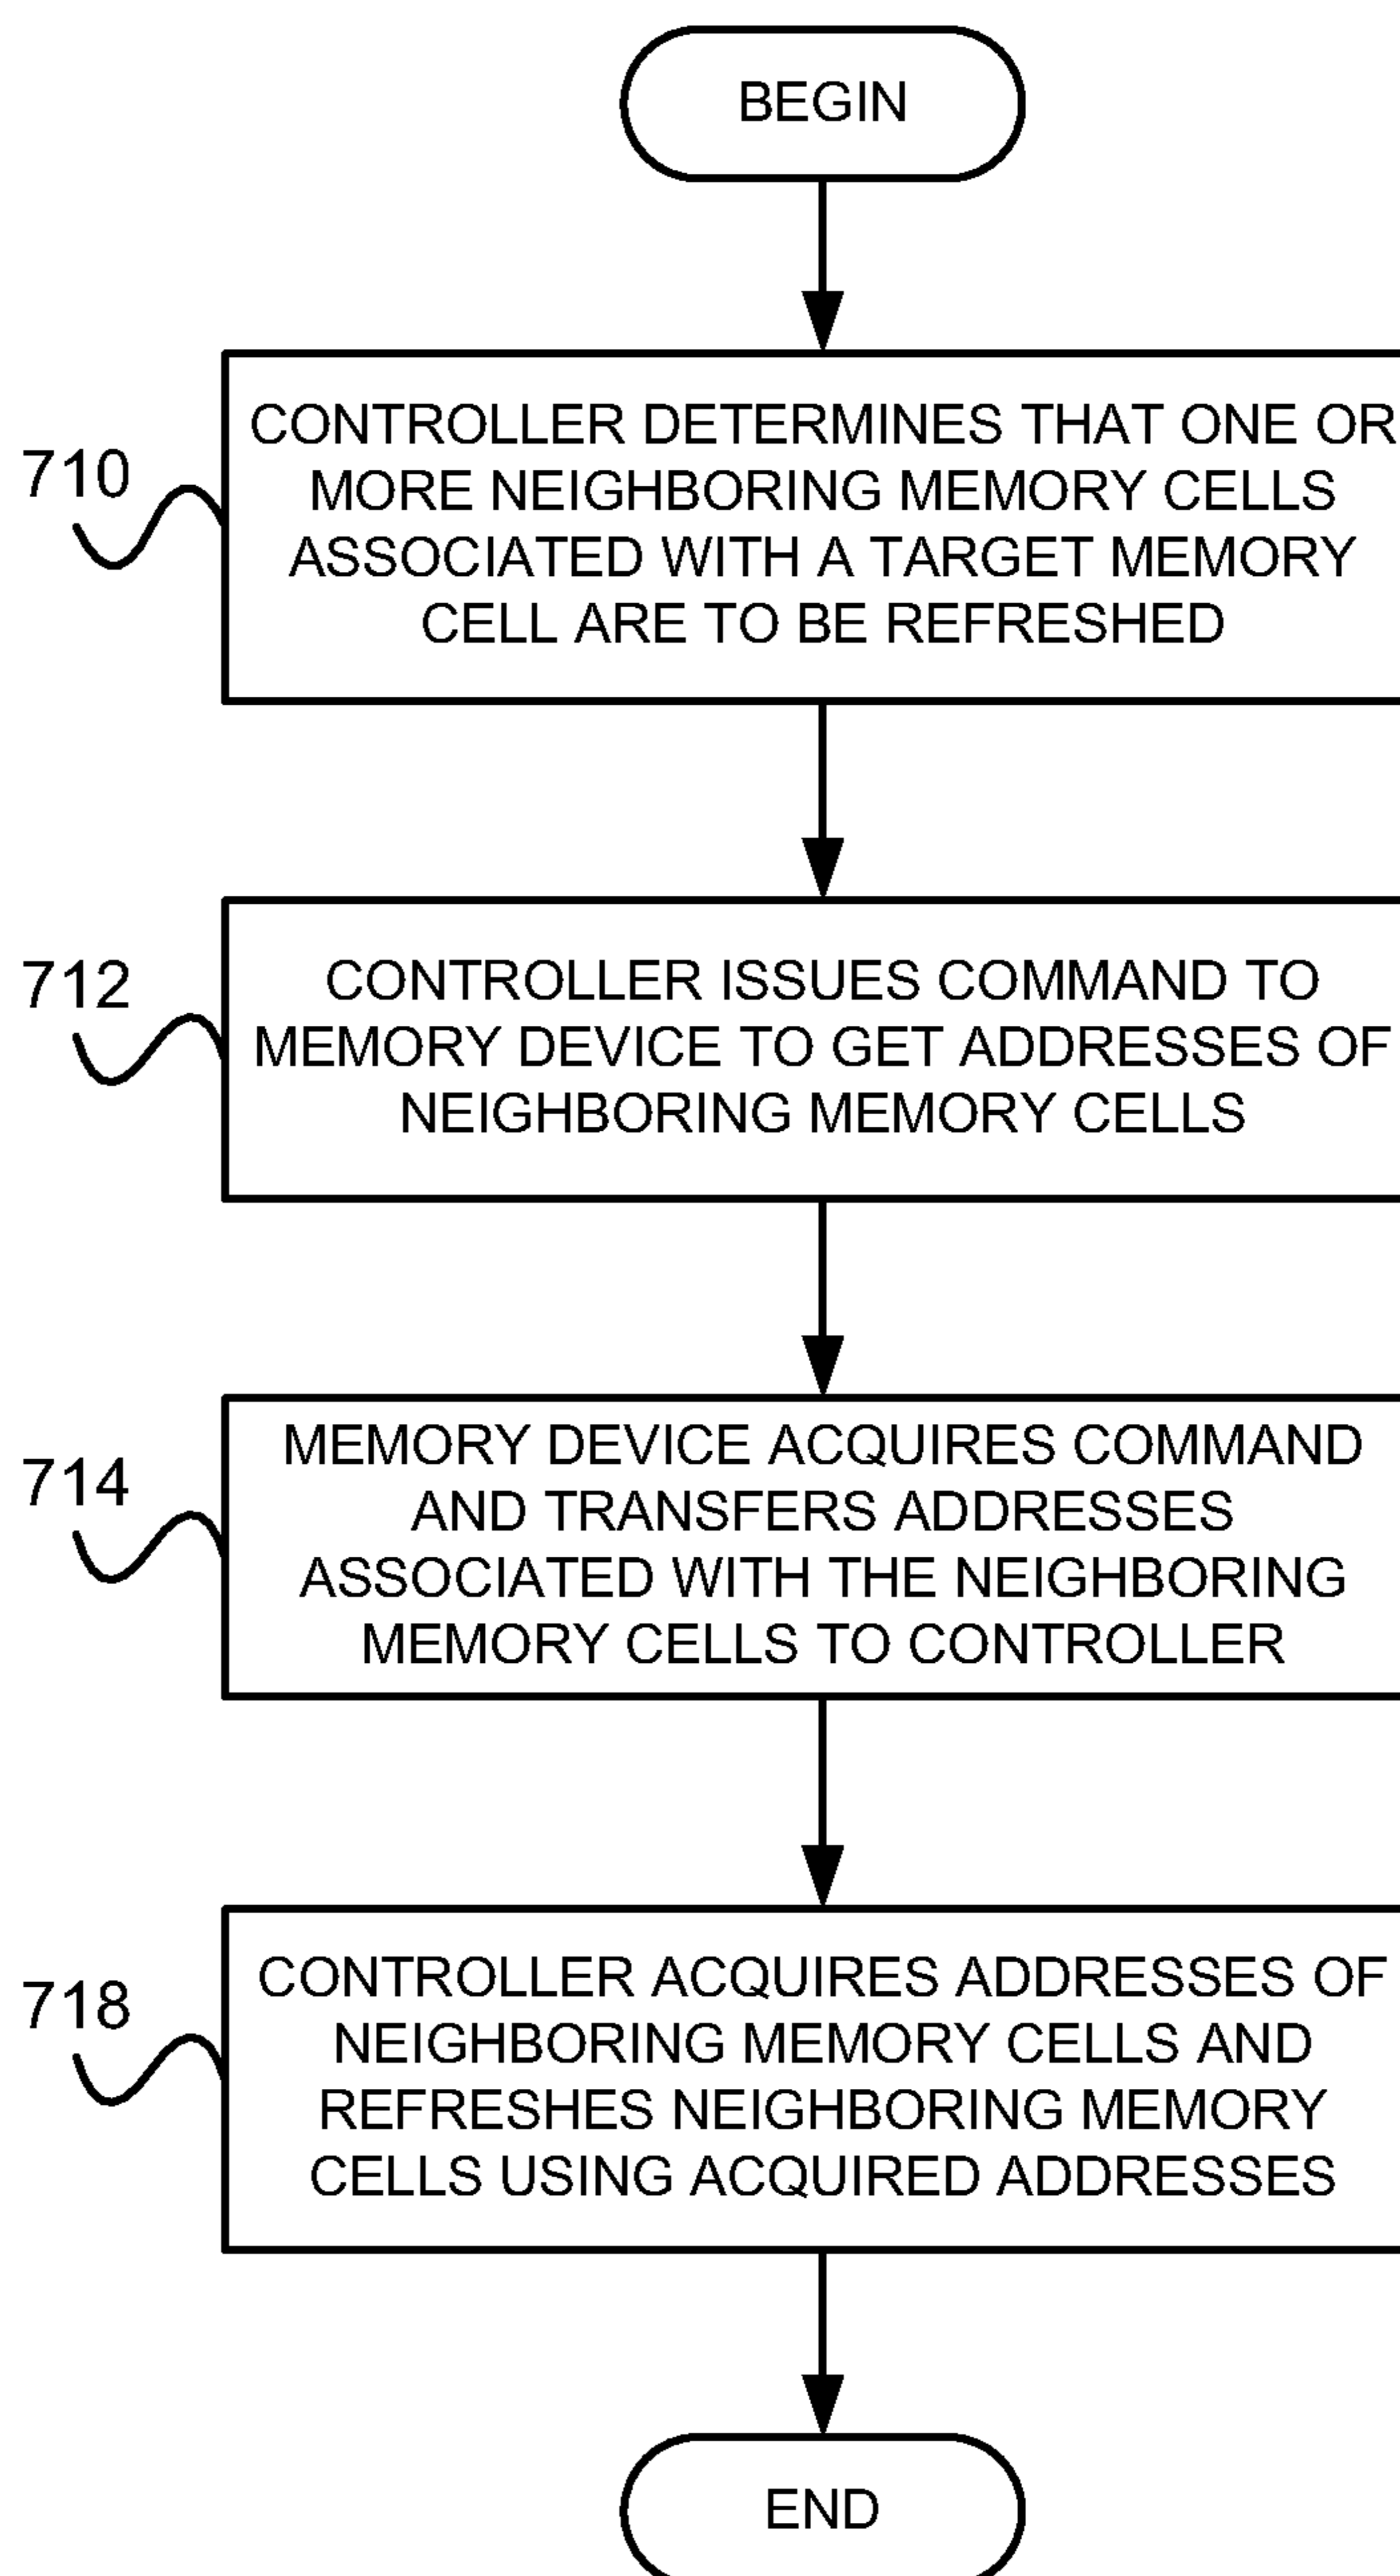 BEGIN
710
CONTROLLER DETERMINES THAT ONE OR
MORE NEIGHBORING MEMORY CELLS
ASSOCIATED WITH A TARGET MEMORY
CELL ARE TO BE REFRESHED
712
CONTROLLER ISSUES COMMAND TO
MEMORY DEVICE TO GET ADDRESSES OF
NEIGHBORING MEMORY CELLS
714
MEMORY DEVICE ACQUIRES COMMAND
AND TRANSFERS ADDRESSES
ASSOCIATED WITH THE NEIGHBORING
MEMORY CELLS TO CONTROLLER
718
CONTROLLER ACQUIRES ADDRESSES OF
NEIGHBORING MEMORY CELLS AND
REFRESHES NEIGHBORING MEMORY
CELLS USING ACQUIRED ADDRESSES
END